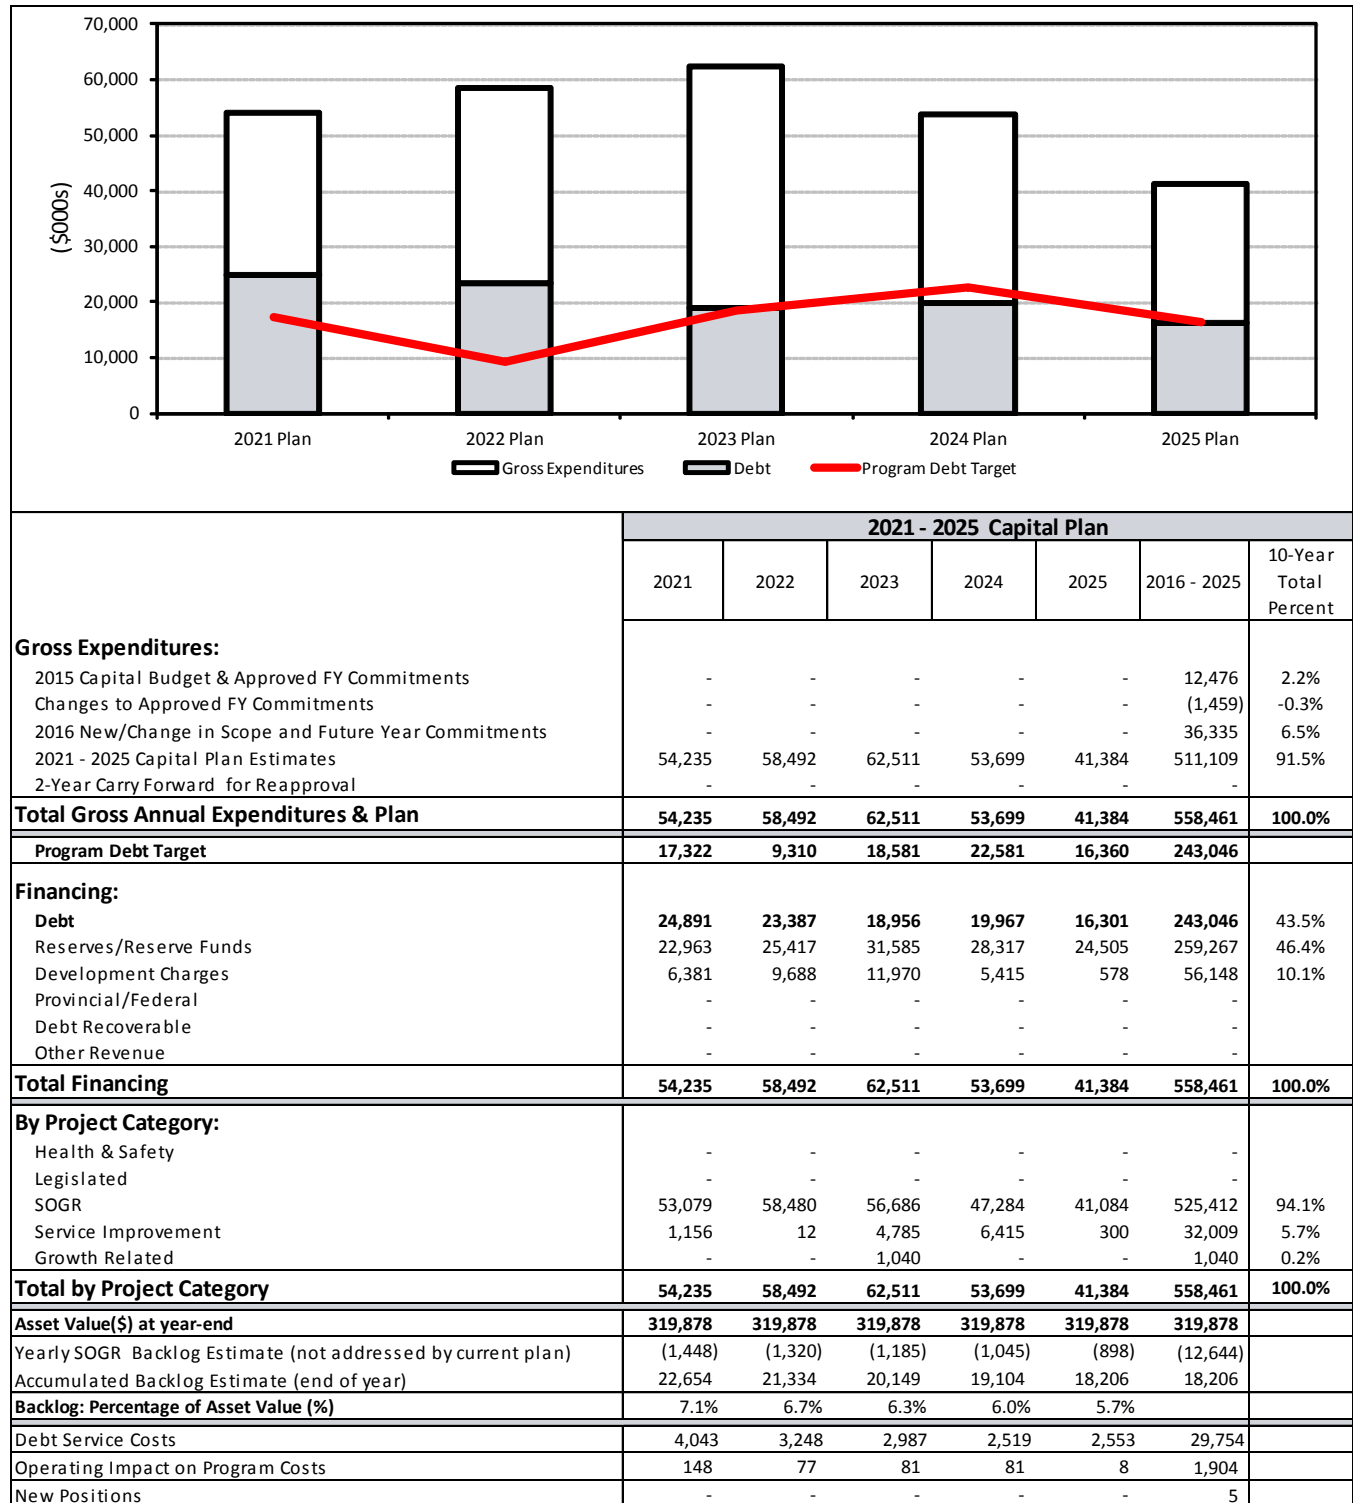 70,000
60,000
50,000
40,000
30,000
20,000
10,000
0
($000s)
2021 Plan 2022 Plan 2023 Plan 2024 Plan 2025 Plan
Gross Expenditures Debt Program Debt Target
2021 - 2025 Capital Plan
2021 2022 2023 2024 2025 2016 - 2025 10-Year Total Percent
Gross Expenditures:
2015 Capital Budget & Approved FY Commitments - - - - - 12,476 2.2%
Changes to Approved FY Commitments - - - - - (1,459) -0.3%
2016 New/Change in Scope and Future Year Commitments - - - - - 36,335 6.5%
2021 - 2025 Capital Plan Estimates 54,235 58,492 62,511 53,699 41,384 511,109 91.5%
2-Year Carry Forward for Reapproval - - - - - -
Total Gross Annual Expenditures & Plan 54,235 58,492 62,511 53,699 41,384 558,461 100.0%
Program Debt Target 17,322 9,310 18,581 22,581 16,360 243,046
Financing:
Debt 24,891 23,387 18,956 19,967 16,301 243,046 43.5%
Reserves/Reserve Funds 22,963 25,417 31,585 28,317 24,505 259,267 46.4%
Development Charges 6,381 9,688 11,970 5,415 578 56,148 10.1%
Provincial/Federal - - - - - -
Debt Recoverable - - - - - -
Other Revenue - - - - - -
Total Financing 54,235 58,492 62,511 53,699 41,384 558,461 100.0%
By Project Category:
Health & Safety - - - - - -
Legislated - - - - - -
SOGR 53,079 58,480 56,686 47,284 41,084 525,412 94.1%
Service Improvement 1,156 12 4,785 6,415 300 32,009 5.7%
Growth Related - - 1,040 - - 1,040 0.2%
Total by Project Category 54,235 58,492 62,511 53,699 41,384 558,461 100.0%
Asset Value($) at year-end 319,878 319,878 319,878 319,878 319,878 319,878
Yearly SOGR Backlog Estimate (not addressed by current plan) (1,448) (1,320) (1,185) (1,045) (898) (12,644)
Accumulated Backlog Estimate (end of year) 22,654 21,334 20,149 19,104 18,206 18,206
Backlog: Percentage of Asset Value (%) 7.1% 6.7% 6.3% 6.0% 5.7%
Debt Service Costs 4,043 3,248 2,987 2,519 2,553 29,754
Operating Impact on Program Costs 148 77 81 81 8 1,904
New Positions - - - - - 5